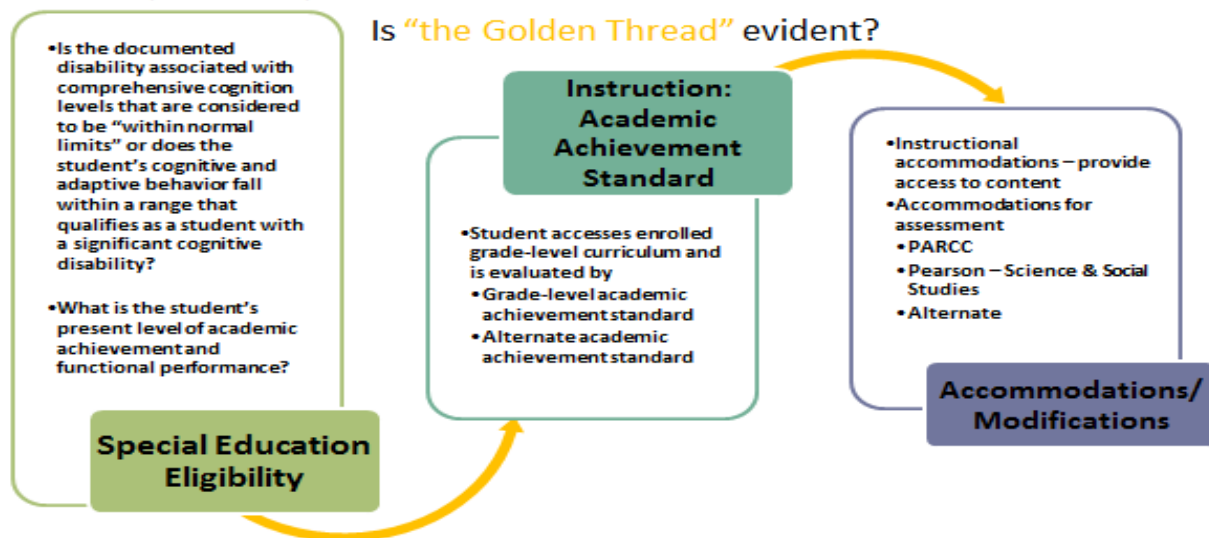 Is “the Golden Thread” evident?
•Is the documented
disability associated with
comprehensive cognition
levels that are considered
to be “within normal
limits” or does the
student’s cognitive and
adaptive behavior fall
within a range that
qualifies as a student with
a significant cognitive
disability?
•What is the student’s
present level of academic
achievement and
functional performance?
Special Education
Eligibility
Instruction:
Academic
Achievement
Standard
•Student accesses enrolled
grade-level curriculum and
is evaluated by
•Grade-level academic
achievement standard
•Alternate academic
achievement standard
•Instructional
accommodations – provide
access to content
•Accommodations for
assessment
•PARCC
•Pearson – Science & Social
Studies
•Alternate
Accommodations/
Modifications